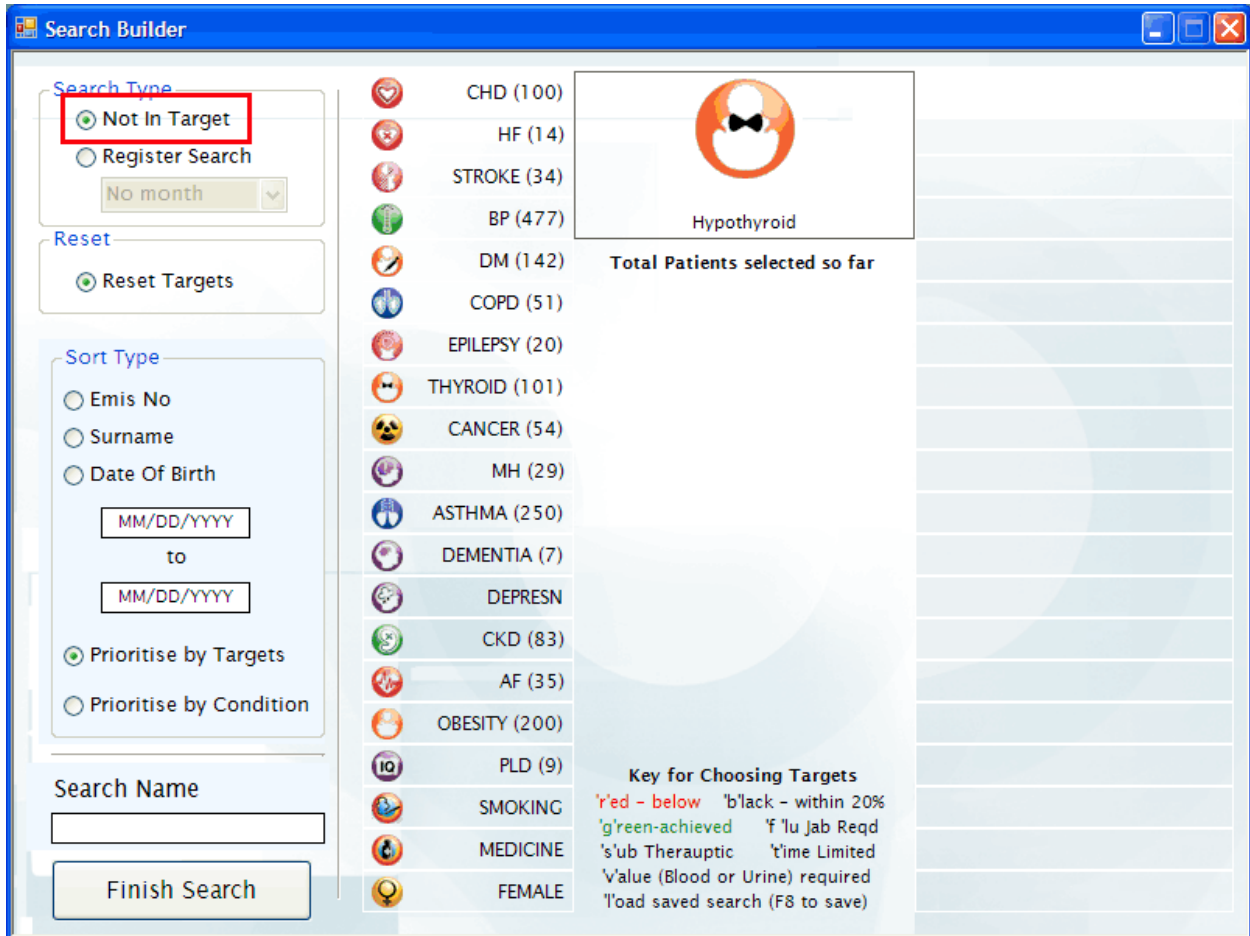 Search Builder
Search Type
Not In Target
Register Search
No month
Reset
Reset Targets
Sort Type
Emis No
Surname
Date Of Birth
MM/DD/YYYY
to
MM/DD/YYYY
Prioritise by Targets
Prioritise by Condition
Search Name
Finish Search
CHD (100)
HF (14)
STROKE (34)
BP (477)
DM (142)
COPD (51)
EPILEPSY (20)
THYROID (101)
CANCER (54)
MH (29)
ASTHMA (250)
DEMENTIA (7)
DEPRESN
CKD (83)
AF (35)
OBESITY (200)
IQ PLD (9)
SMOKING
MEDICINE
FEMALE
Hypothyroid
Total Patients selected so far
Key for Choosing Targets
'r'ed - below 'b'lack - within 20%
'g'reen-achieved 'f 'lu Jab Reqd
's'ub Therauptic 't'ime Limited
'v'alue (Blood or Urine) required
'l'oad saved search (F8 to save)